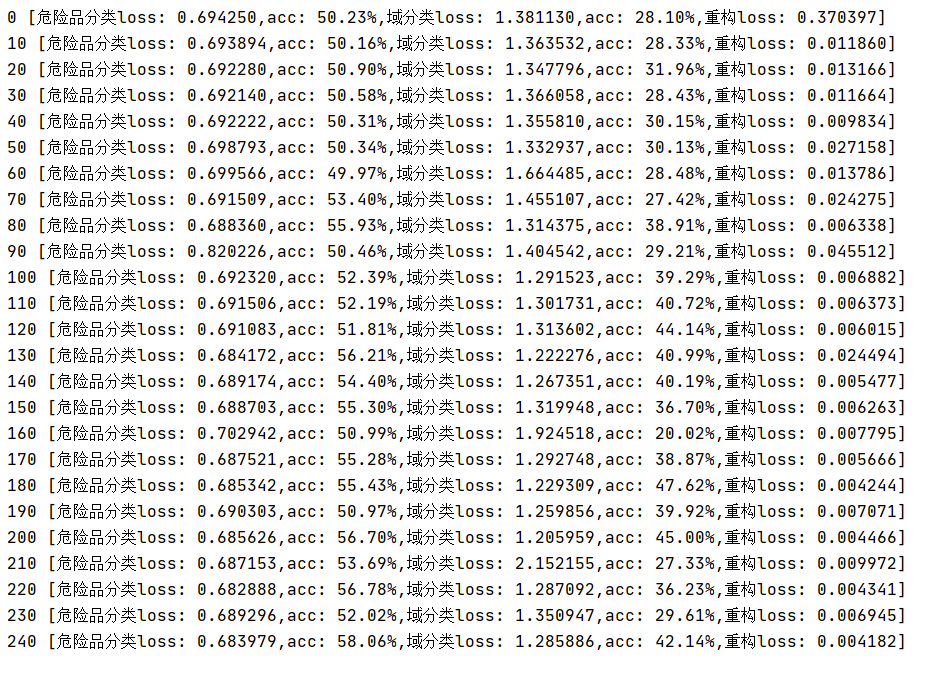 0 [危险品分类loss: 0.694250,acc: 50.23%,域分类loss: 1.381130,acc: 28.10%,重构loss: 0.370397]
10 [危险品分类loss: 0.693894,acc: 50.16%,域分类loss: 1.363532,acc: 28.33%,重构loss: 0.011860]
20 [危险品分类loss: 0.692280,acc: 50.90%,域分类loss: 1.347796,acc: 31.96%,重构loss: 0.013166]
30 [危险品分类loss: 0.692140,acc: 50.58%,域分类loss: 1.366058,acc: 28.43%,重构loss: 0.011664]
40 [危险品分类loss: 0.692222,acc: 50.31%,域分类loss: 1.355810,acc: 30.15%,重构loss: 0.009834]
50 [危险品分类loss: 0.698793,acc: 50.34%,域分类loss: 1.332937,acc: 30.13%,重构loss: 0.027158]
60 [危险品分类loss: 0.699566,acc: 49.97%,域分类loss: 1.664485,acc: 28.48%,重构loss: 0.013786]
70 [危险品分类loss: 0.691509,acc: 53.40%,域分类loss: 1.455107,acc: 27.42%,重构loss: 0.024275]
80 [危险品分类loss: 0.688360,acc: 55.93%,域分类loss: 1.314375,acc: 38.91%,重构loss: 0.006338]
90 [危险品分类loss: 0.820226,acc: 50.46%,域分类loss: 1.404542,acc: 29.21%,重构loss: 0.045512]
100 [危险品分类loss: 0.692320,acc: 52.39%,域分类loss: 1.291523,acc: 39.29%,重构loss: 0.006882]
110 [危险品分类loss: 0.691506,acc: 52.19%,域分类loss: 1.301731,acc: 40.72%,重构loss: 0.006373]
120 [危险品分类loss: 0.691083,acc: 51.81%,域分类loss: 1.313602,acc: 44.14%,重构loss: 0.006015]
130 [危险品分类loss: 0.684172,acc: 56.21%,域分类loss: 1.222276,acc: 40.99%,重构loss: 0.024494]
140 [危险品分类loss: 0.689174,acc: 54.40%,域分类loss: 1.267351,acc: 40.19%,重构loss: 0.005477]
150 [危险品分类loss: 0.688703,acc: 55.30%,域分类loss: 1.319948,acc: 36.70%,重构loss: 0.006263]
160 [危险品分类loss: 0.702942,acc: 50.99%,域分类loss: 1.924518,acc: 20.02%,重构loss: 0.007795]
170 [危险品分类loss: 0.687521,acc: 55.28%,域分类loss: 1.292748,acc: 38.87%,重构loss: 0.005666]
180 [危险品分类loss: 0.685342,acc: 55.43%,域分类loss: 1.229309,acc: 47.62%,重构loss: 0.004244]
190 [危险品分类loss: 0.690303,acc: 50.97%,域分类loss: 1.259856,acc: 39.92%,重构loss: 0.007071]
200 [危险品分类loss: 0.685626,acc: 56.70%,域分类loss: 1.205959,acc: 45.00%,重构loss: 0.004466]
210 [危险品分类loss: 0.687153,acc: 53.69%,域分类loss: 2.152155,acc: 27.33%,重构loss: 0.009972]
220 [危险品分类loss: 0.682888,acc: 56.78%,域分类loss: 1.287092,acc: 36.23%,重构loss: 0.004341]
230 [危险品分类loss: 0.689296,acc: 52.02%,域分类loss: 1.350947,acc: 29.61%,重构loss: 0.006945]
240 [危险品分类loss: 0.683979,acc: 58.06%,域分类loss: 1.285886,acc: 42.14%,重构loss: 0.004182]